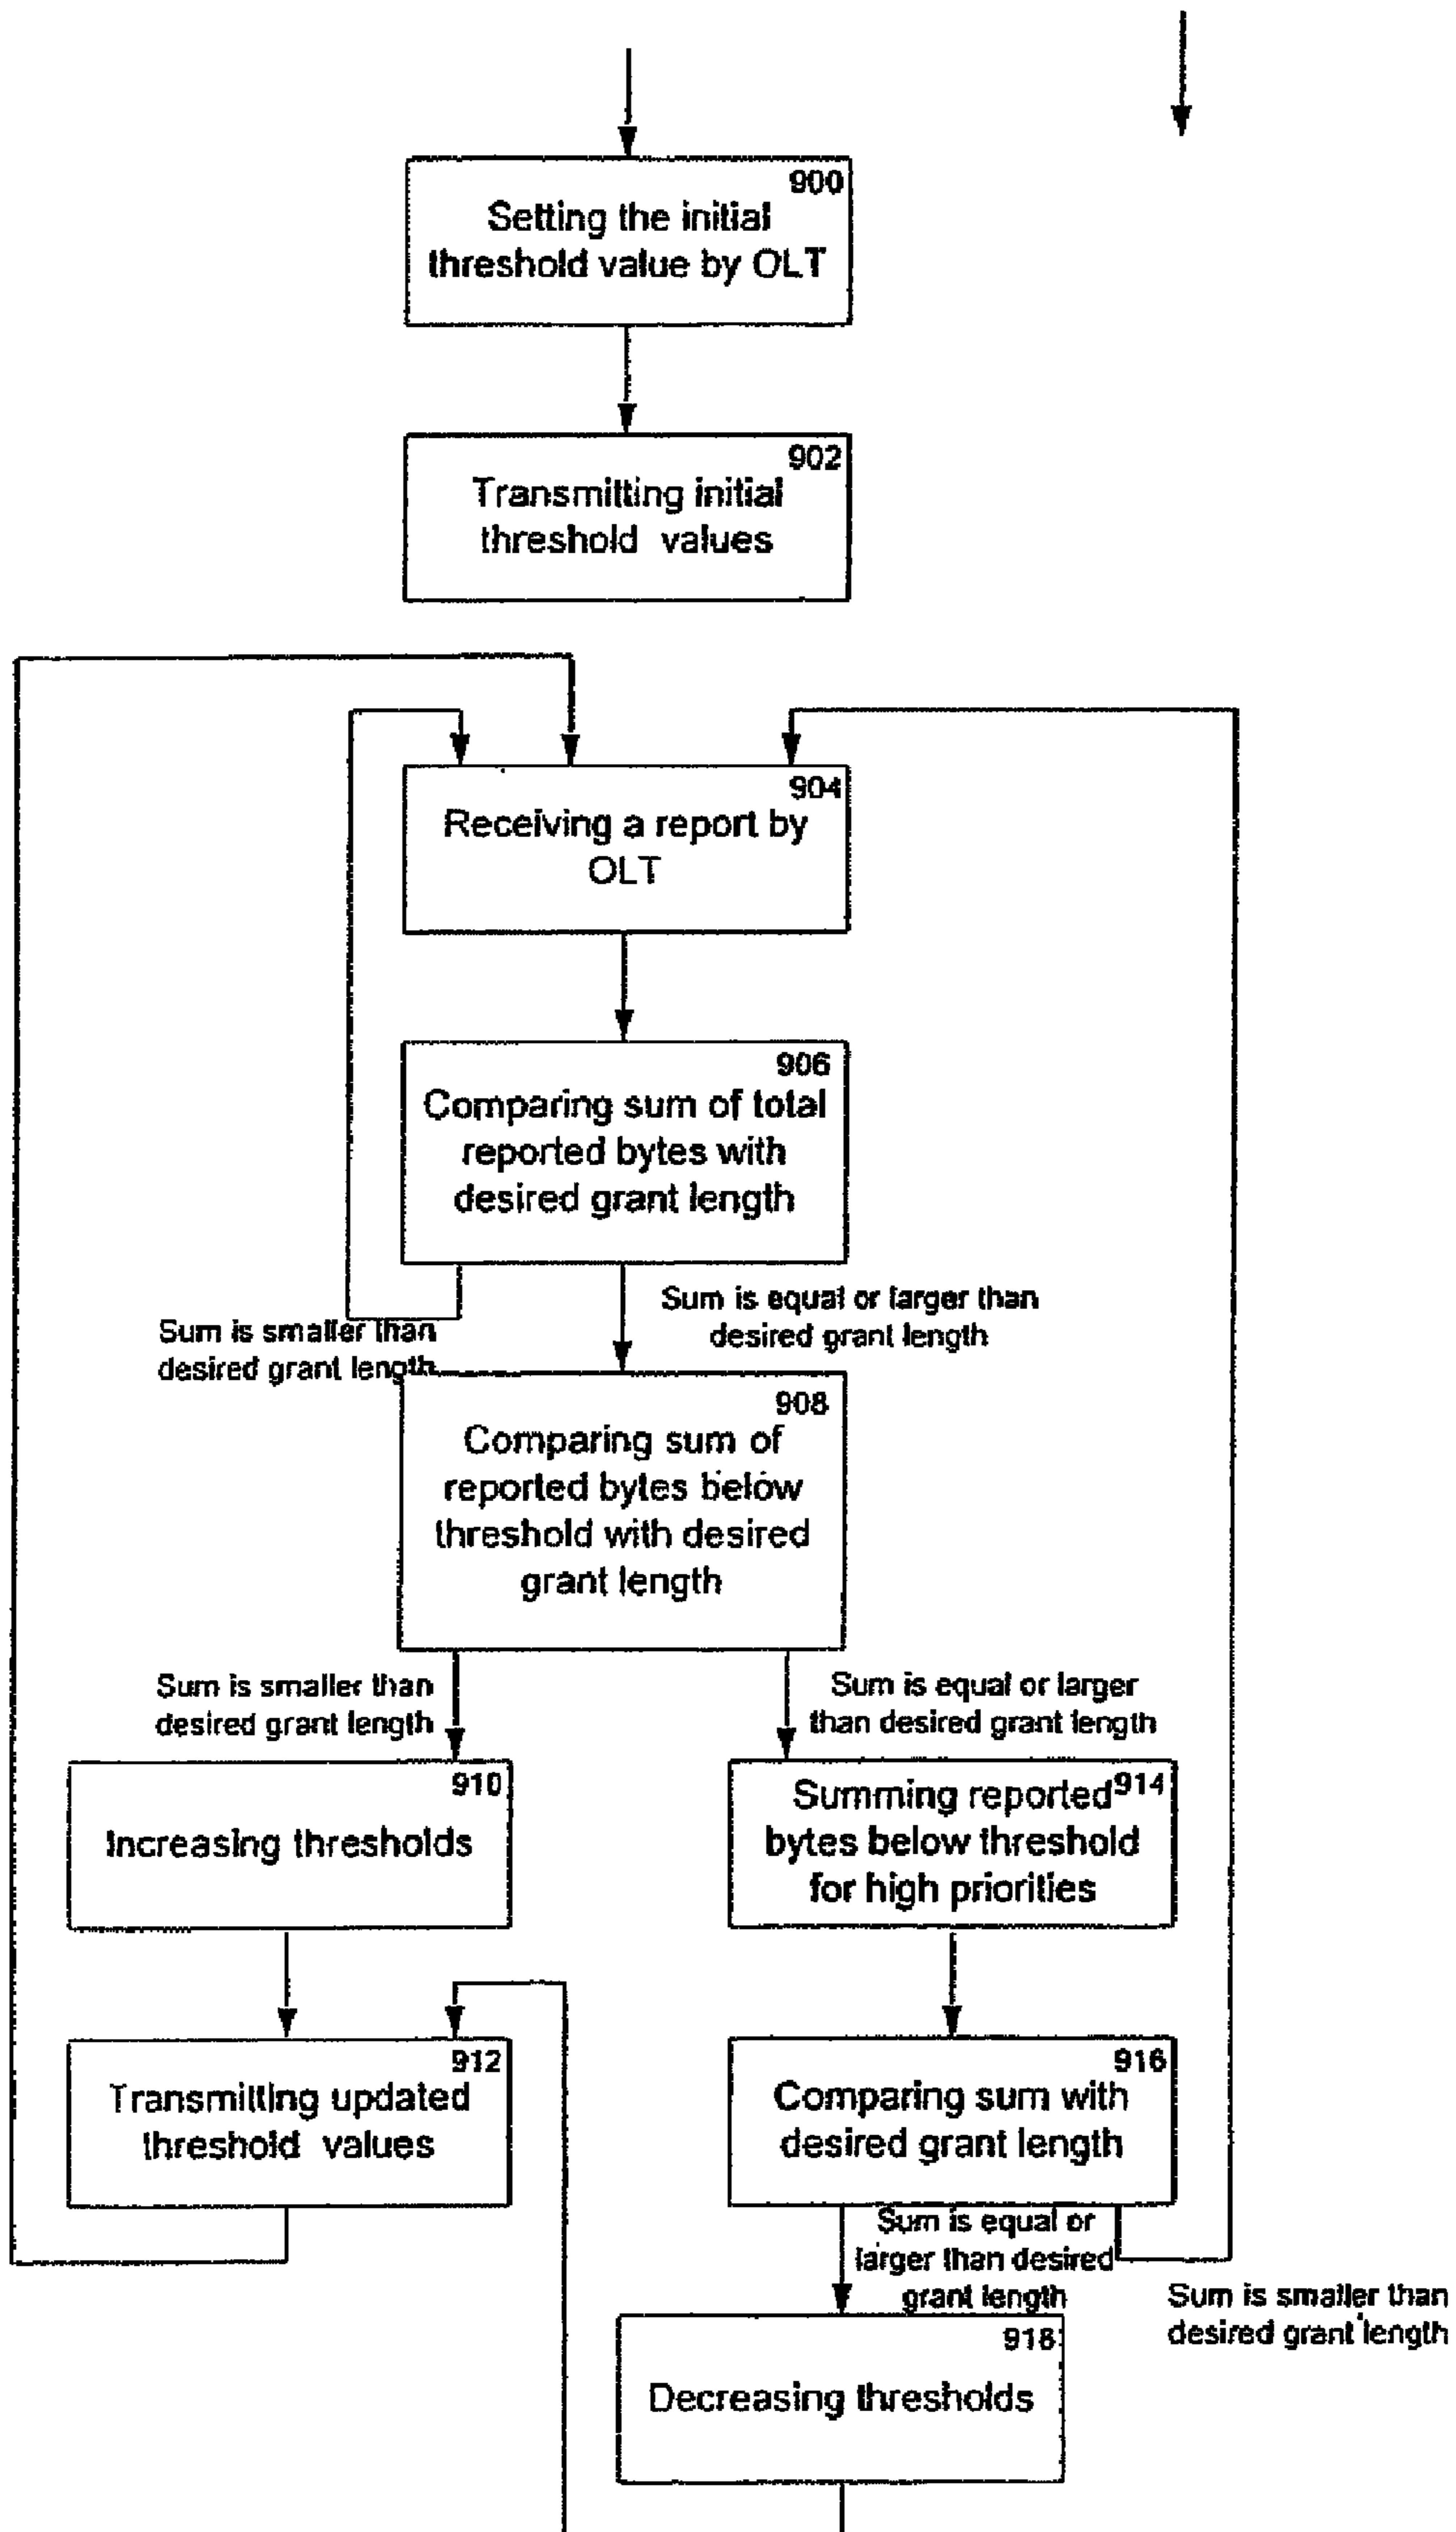 900
Setting the initial
threshold value by OLT
902
Transmitting initial
threshold values
904
Receiving a report by
OLT
906
Comparing sum of total
reported bytes with
desired grant length
Sum is equal or larger than
desired grant length
Sum is smaller than
desired grant length
908
Comparing sum of
reported bytes below
threshold with desired
grant length
Sum is smaller than
desired grant length
Sum is equal or larger
than desired grant length
910
Increasing thresholds
914
Summing reported
bytes below threshold
for high priorities
912
Transmitting updated
threshold values
916
Comparing sum with
desired grant length
Sum is equal or
larger than desired
grant length
Sum is smaller than
desired grant length
918
Decreasing thresholds